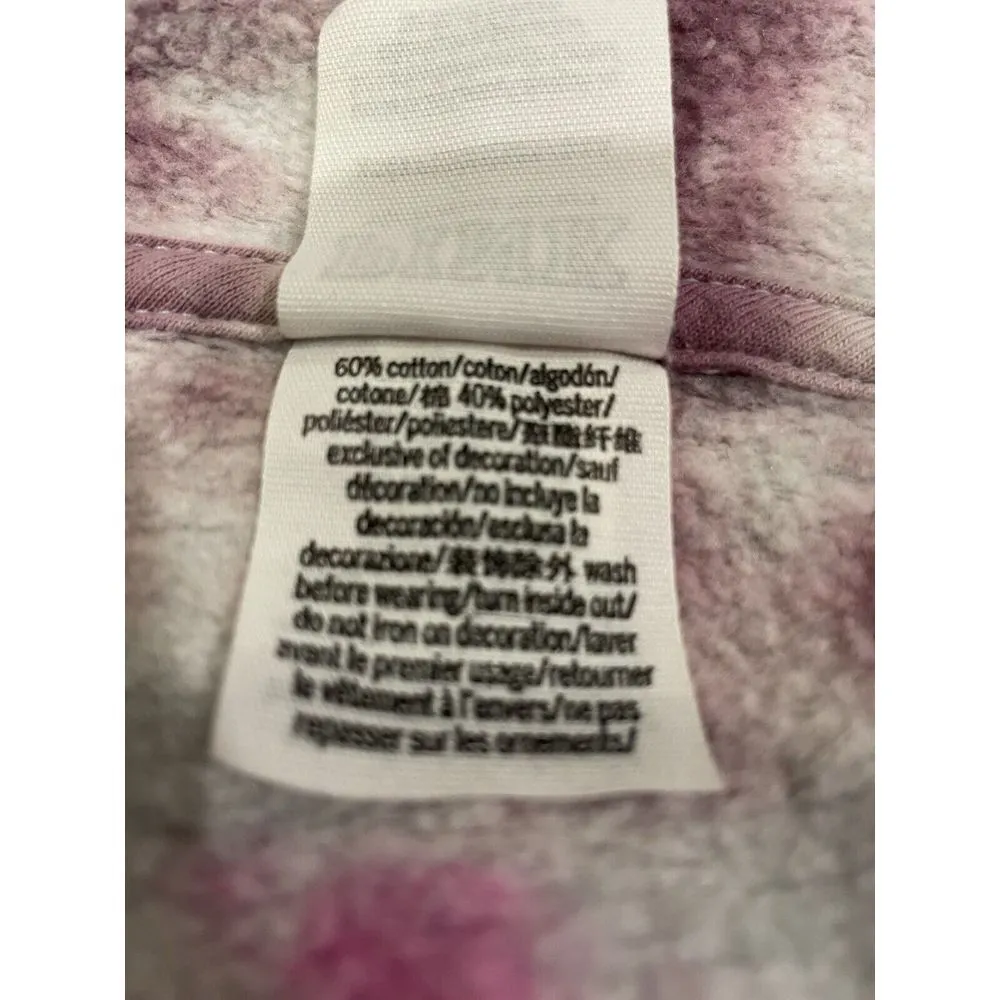 60% cotton/coton/algodón/
cotone/棉 40% polyester/
poliéster/poliestere/聚酯纤维
exclusive of decoration/sauf
décoration/no incluye la
decoración/esclusa la
decorazione/装饰除外 wash
before wearing/turn inside out/
do not iron on decoration/laver
avant le premier usage/retourner
le vêtement à l'envers/ne pas
repasser sur les ornements/